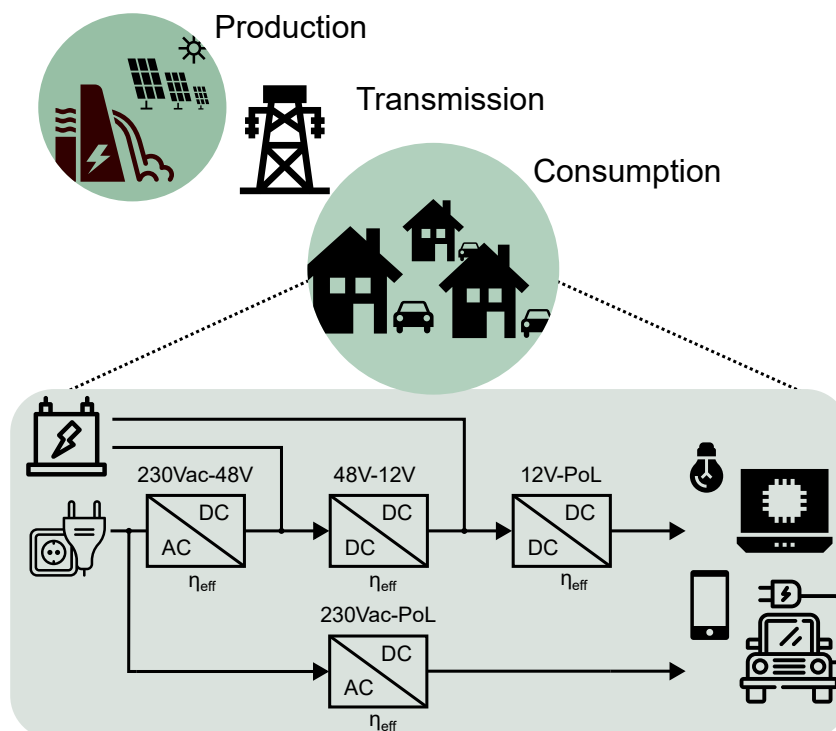 Production
Transmission
Consumption
230Vac-48V
48V-12V
12V-PoL
DC
AC
DC
DC
DC
DC
ηeff
ηeff
ηeff
230Vac-PoL
DC
AC
ηeff